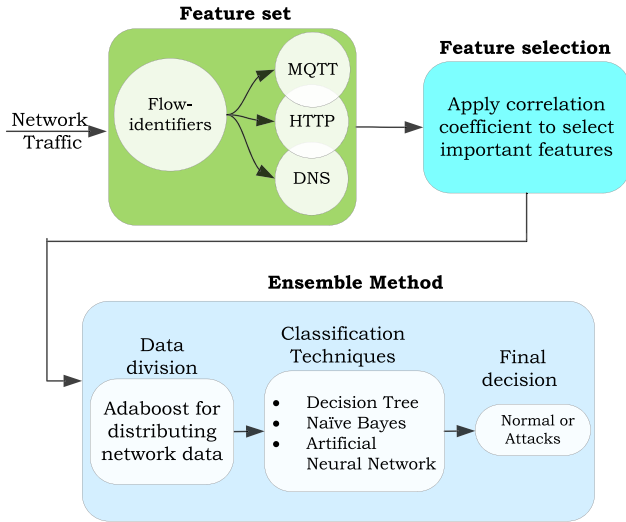 Feature set
Network
Traffic
Flow-
identifiers
MQTT
HTTP
DNS
Feature selection
Apply correlation
coefficient to select
important features
Ensemble Method
Data
division
Adaboost for
distributing
network data
Classification
Techniques
• Decision Tree
• Naïve Bayes
• Artificial
Neural Network
Final
decision
Normal or
Attacks